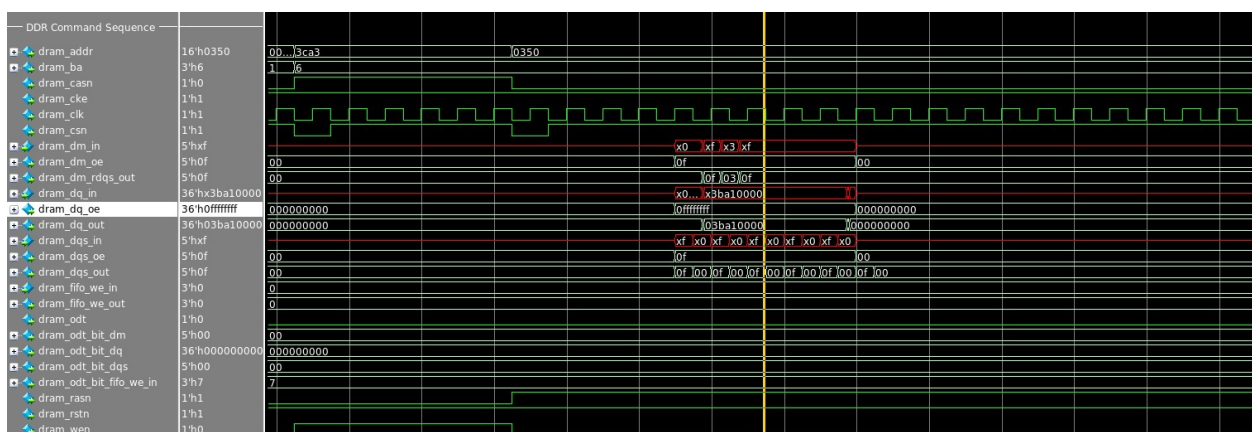 DDR Command Sequence
dram_addr 16'h0350 00... 3ca3 0350
dram_ba 3'h6 1 6
dram_casn 1'h0
dram_cke 1'h1
dram_clk 1'h1
dram_csn 1'h1
dram_dm_in 5'hxf x0 xf x3 xf
dram_dm_oe 5'h0f 00 0f 00
dram_dm_rdqs_out 5'h0f 00 0f 03 0f
dram_dq_in 36'hx3ba10000 x0... x3ba10000
dram_dq_oe 36'h0ffffffff 000000000 0ffffffff 000000000
dram_dq_out 36'h03ba10000 000000000 03ba10000 000000000
dram_dqs_in 5'hxf xf x0 xf x0 xf x0 xf x0 xf x0
dram_dqs_oe 5'h0f 00 0f 00
dram_dqs_out 5'h0f 00 0f 00 0f 00 0f 00 0f 00 0f 00 0f 00
dram_fifo_we_in 3'h0 0
dram_fifo_we_out 3'h0 0
dram_odt 1'h0
dram_odt_bit_dm 5'h00 00
dram_odt_bit_dq 36'h000000000 000000000
dram_odt_bit_dqs 5'h00 00
dram_odt_bit_fifo_we_in 3'h7 7
dram_rasn 1'h1
dram_rstn 1'h1
dram_wen 1'h0